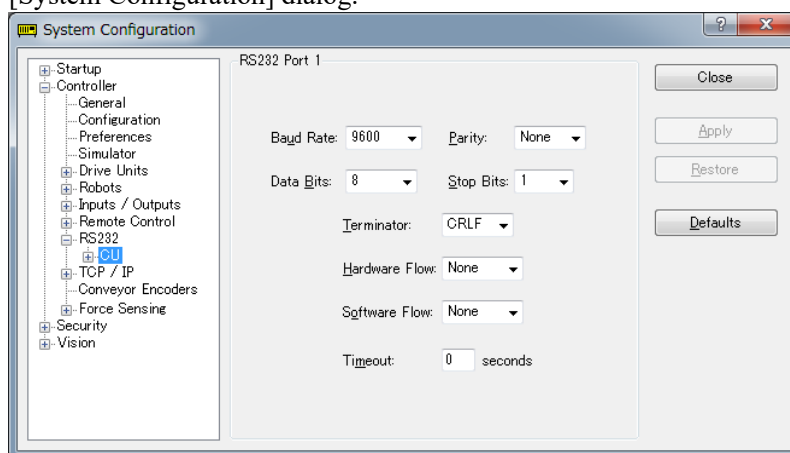 [System Configuration] dialog.
System Configuration
Startup
Controller
General
Configuration
Preferences
Simulator
Drive Units
Robots
Inputs / Outputs
Remote Control
RS232
CU
TCP / IP
Conveyor Encoders
Force Sensing
Security
Vision
RS232 Port 1
Baud Rate: 9600 Parity: None
Data Bits: 8 Stop Bits: 1
Terminator: CRLF
Hardware Flow: None
Software Flow: None
Timeout: 0 seconds
Close
Apply
Restore
Defaults